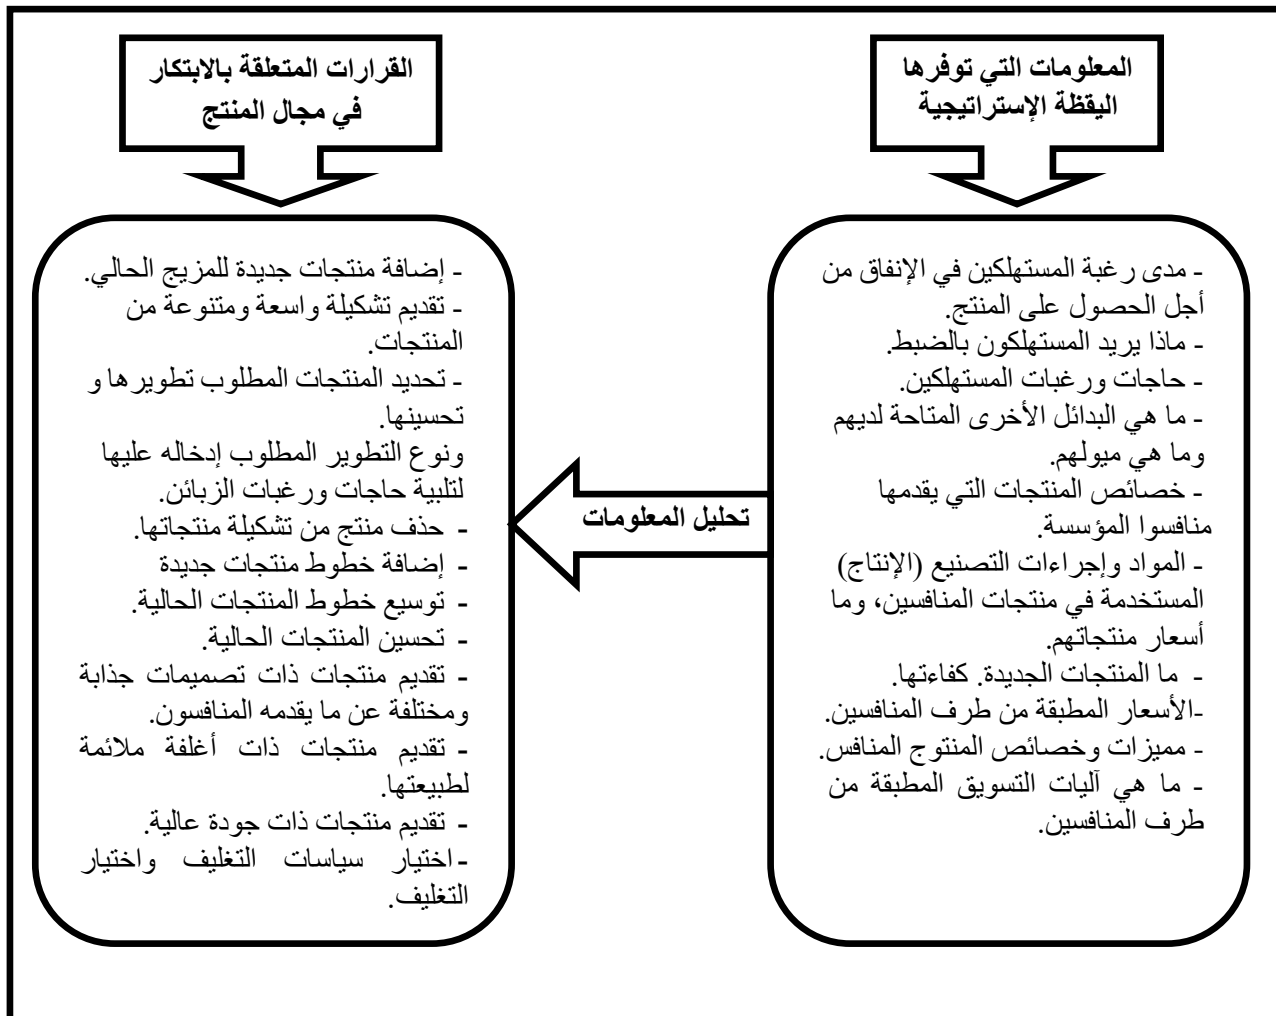 المعلومات التي توفرها
اليقظة الإستراتيجية
- مدى رغبة المستهلكين في الإنفاق من
أجل الحصول على المنتج.
- ماذا يريد المستهلكون بالضبط.
- حاجات ورغبات المستهلكين.
- ما هي البدائل الأخرى المتاحة لديهم
وما هي ميولهم.
- خصائص المنتجات التي يقدمها
منافسوا المؤسسة.
- المواد وإجراءات التصنيع (الإنتاج)
المستخدمة في منتجات المنافسين، وما
أسعار منتجاتهم.
- ما المنتجات الجديدة. كفاءتها.
-الأسعار المطبقة من طرف المنافسين.
- مميزات وخصائص المنتوج المنافس.
- ما هي آليات التسويق المطبقة من
طرف المنافسين.
تحليل المعلومات
القرارات المتعلقة بالابتكار
في مجال المنتج
- إضافة منتجات جديدة للمزيج الحالي.
- تقديم تشكيلة واسعة ومتنوعة من
المنتجات.
- تحديد المنتجات المطلوب تطويرها و
تحسينها.
ونوع التطوير المطلوب إدخاله عليها
لتلبية حاجات ورغبات الزبائن.
- حذف منتج من تشكيلة منتجاتها.
- إضافة خطوط منتجات جديدة
- توسيع خطوط المنتجات الحالية.
- تحسين المنتجات الحالية.
- تقديم منتجات ذات تصميمات جذابة
ومختلفة عن ما يقدمه المنافسون.
- تقديم منتجات ذات أغلفة ملائمة
لطبيعتها.
- تقديم منتجات ذات جودة عالية.
- اختيار سياسات التغليف واختيار
التغليف.